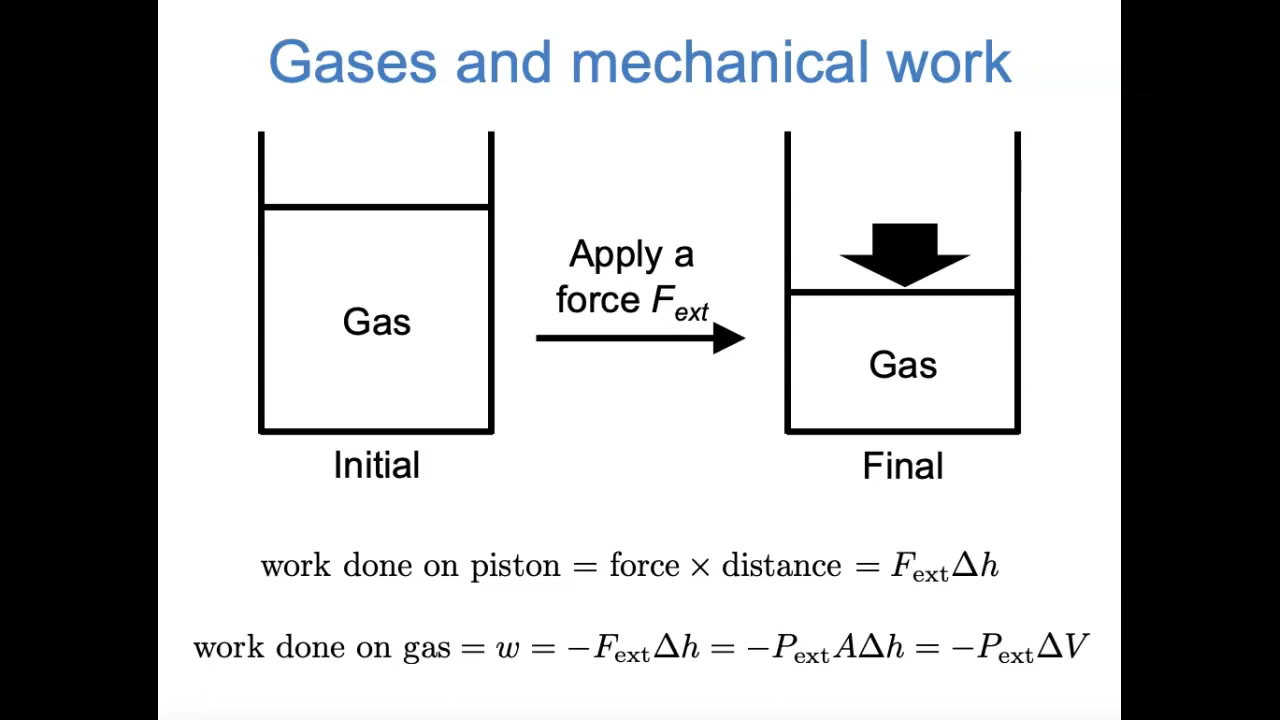 Gases and mechanical work
Apply a
force F_ext
Gas
Gas
Initial
Final
work done on piston = force × distance = F_ext Δh
work done on gas = w = −F_ext Δh = −P_ext AΔh = −P_ext ΔV